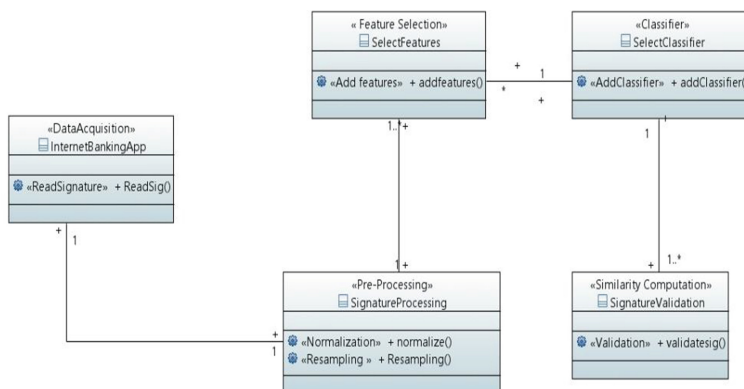 «DataAcquisition»
InternetBankingApp
«ReadSignature» + ReadSig()
+
1
« Feature Selection»
SelectFeatures
«Add features» + addfeatures()
1..* +
+
*
1
+
«Classifier»
SelectClassifier
«AddClassifier» + addClassifier(
+
1
1 +
+
1
«Pre-Processing»
SignatureProcessing
«Normalization» + normalize()
«Resampling » + Resampling()
+
1..*
«Similarity Computation»
SignatureValidation
«Validation» + validatesig()